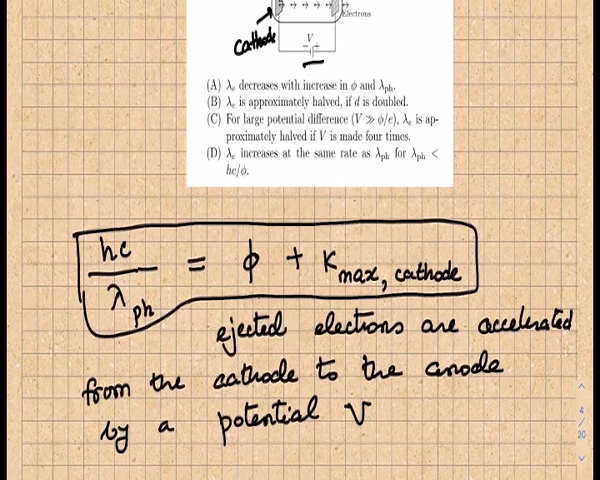 Electrons
Cathode
V
− +
(A) λe decreases with increase in ϕ and λph.
(B) λe is approximately halved, if d is doubled.
(C) For large potential difference (V ≫ ϕ/e), λe is ap-
proximately halved if V is made four times.
(D) λe increases at the same rate as λph for λph <
hc/ϕ.
hc/λph = ϕ + Kmax, cathode
ejected electrons are accelerated
from the cathode to the anode
by a potential V
4
/
20